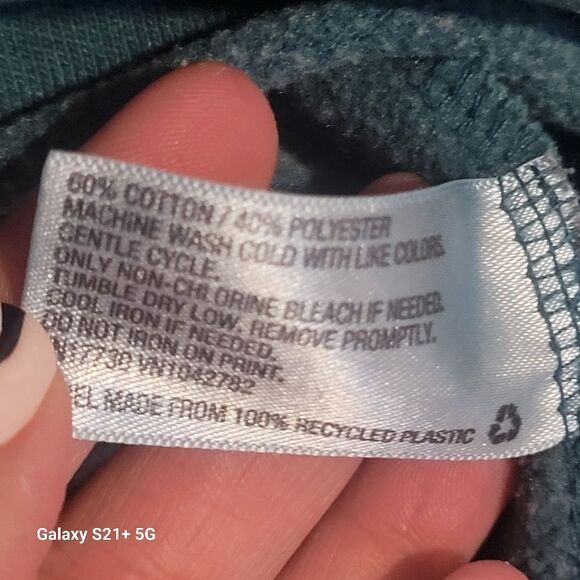 60% COTTON / 40% POLYESTER
MACHINE WASH COLD WITH LIKE COLORS.
GENTLE CYCLE.
ONLY NON-CHLORINE BLEACH IF NEEDED.
TUMBLE DRY LOW. REMOVE PROMPTLY.
COOL IRON IF NEEDED.
DO NOT IRON ON PRINT.
VN1042782
MADE FROM 100% RECYCLED PLASTIC
Galaxy S21+ 5G